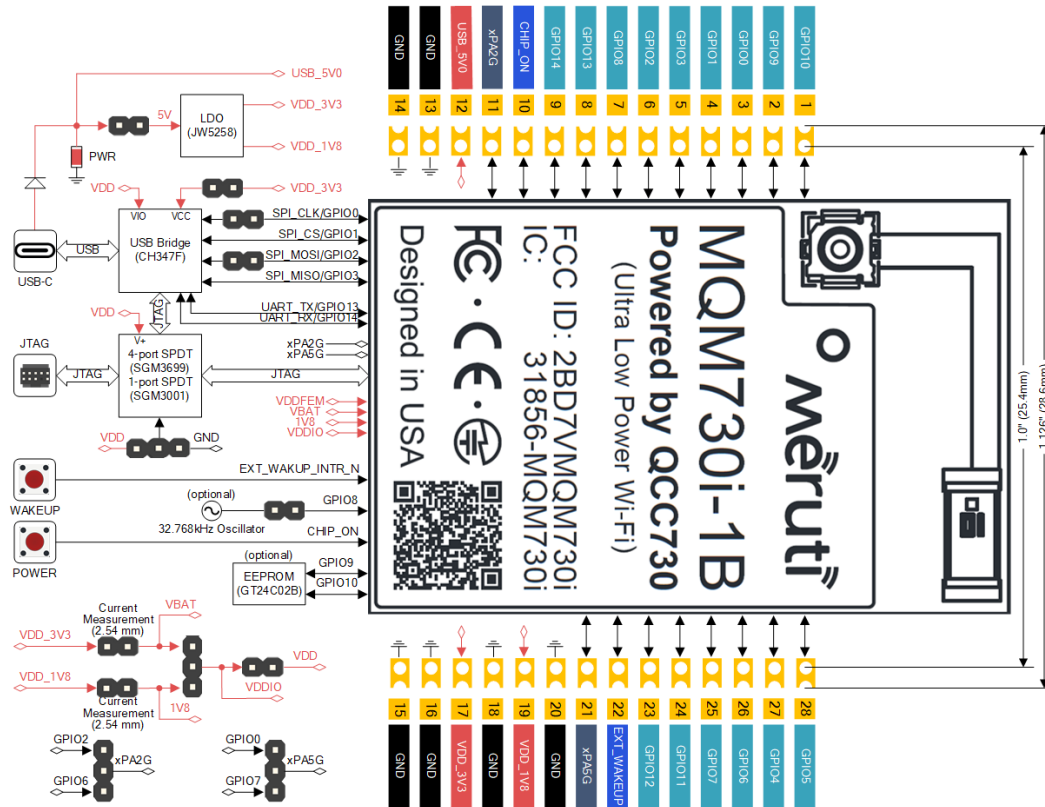 GND
GND
USB_5V0
xPA2G
CHIP_ON
GPIO14
GPIO13
GPIO8
GPIO2
GPIO3
GPIO1
GPIO0
GPIO9
GPIO10
14
13
12
11
10
9
8
7
6
5
4
3
2
1
USB_5V0
5V
LDO
(JW5258)
VDD_3V3
VDD_1V8
PWR
VDD
VDD_3V3
VIO
VCC
USB Bridge
(CH347F)
USB
USB-C
SPI_CLK/GPIO0
SPI_CS/GPIO1
SPI_MOSI/GPIO2
SPI_MISO/GPIO3
UART_TX/GPIO13
UART_RX/GPIO14
JTAG
VDD
V+
4-port SPDT
(SGM3699)
1-port SPDT
(SGM3001)
JTAG
JTAG
JTAG
xPA2G
xPA5G
VDDFEM
VBAT
1V8
VDDIO
VDD
GND
EXT_WAKUP_INTR_N
WAKEUP
(optional)
32.768kHz Oscillator
GPIO8
CHIP_ON
POWER
(optional)
EEPROM
(GT24C02B)
GPIO9
GPIO10
MQM730i-1B
Powered by QCC730
(Ultra Low Power Wi-Fi)
FCC ID: 2BD7VMQM730i
IC: 31856-MQM730i
FC
CE
Designed in USA
meruti
1.0" (25.4mm)
1.126" (28.6mm)
Current
Measurement
(2.54 mm)
VBAT
VDD_3V3
VDD_1V8
VDD
VDDIO
1V8
Current
Measurement
(2.54 mm)
GPIO2
xPA2G
GPIO6
GPIO0
xPA5G
GPIO7
15
16
17
18
19
20
21
22
23
24
25
26
27
28
GND
GND
VDD_3V3
GND
VDD_1V8
GND
xPA5G
EXT_WAKEUP
GPIO12
GPIO11
GPIO7
GPIO6
GPIO4
GPIO5